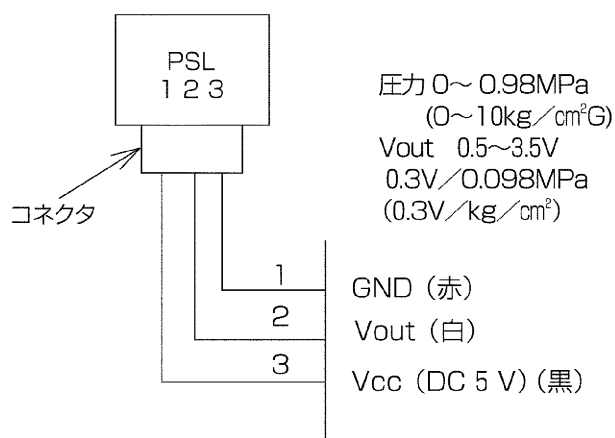 PSL
1 2 3
コネクタ
圧力 0〜 0.98MPa
(0〜10kg／cm²G)
Vout 0.5〜3.5V
0.3V／0.098MPa
(0.3V／kg／cm²)
1
GND（赤）
2
Vout（白）
3
Vcc（DC 5 V）（黒）